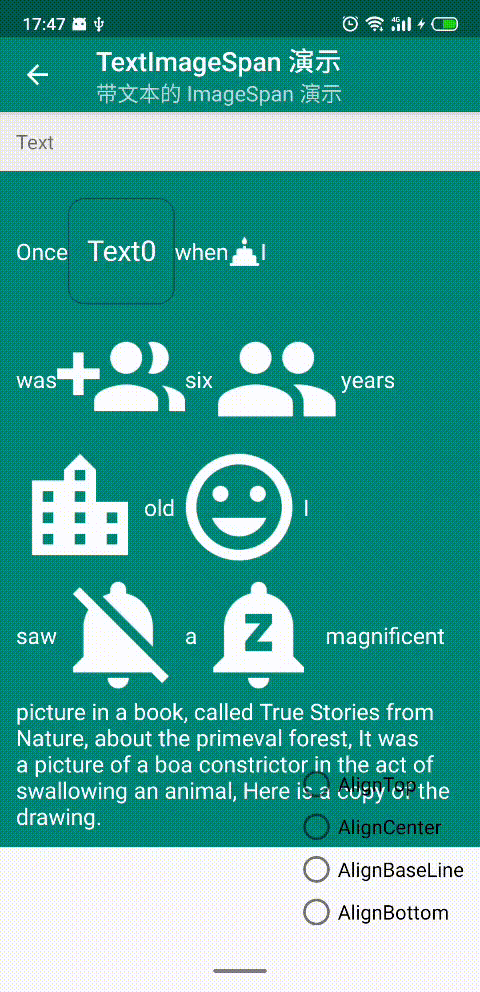 17:47 4G
TextImageSpan 演示
带文本的 ImageSpan 演示
Text
Once Text0 when I
was six years
old I
saw Z a magnificent
picture in a book, called True Stories from
Nature, about the primeval forest, It was
a picture of a boa constrictor in the act of
swallowing an animal, Here is a copy of the
drawing.
AlignTop
AlignCenter
AlignBaseLine
AlignBottom